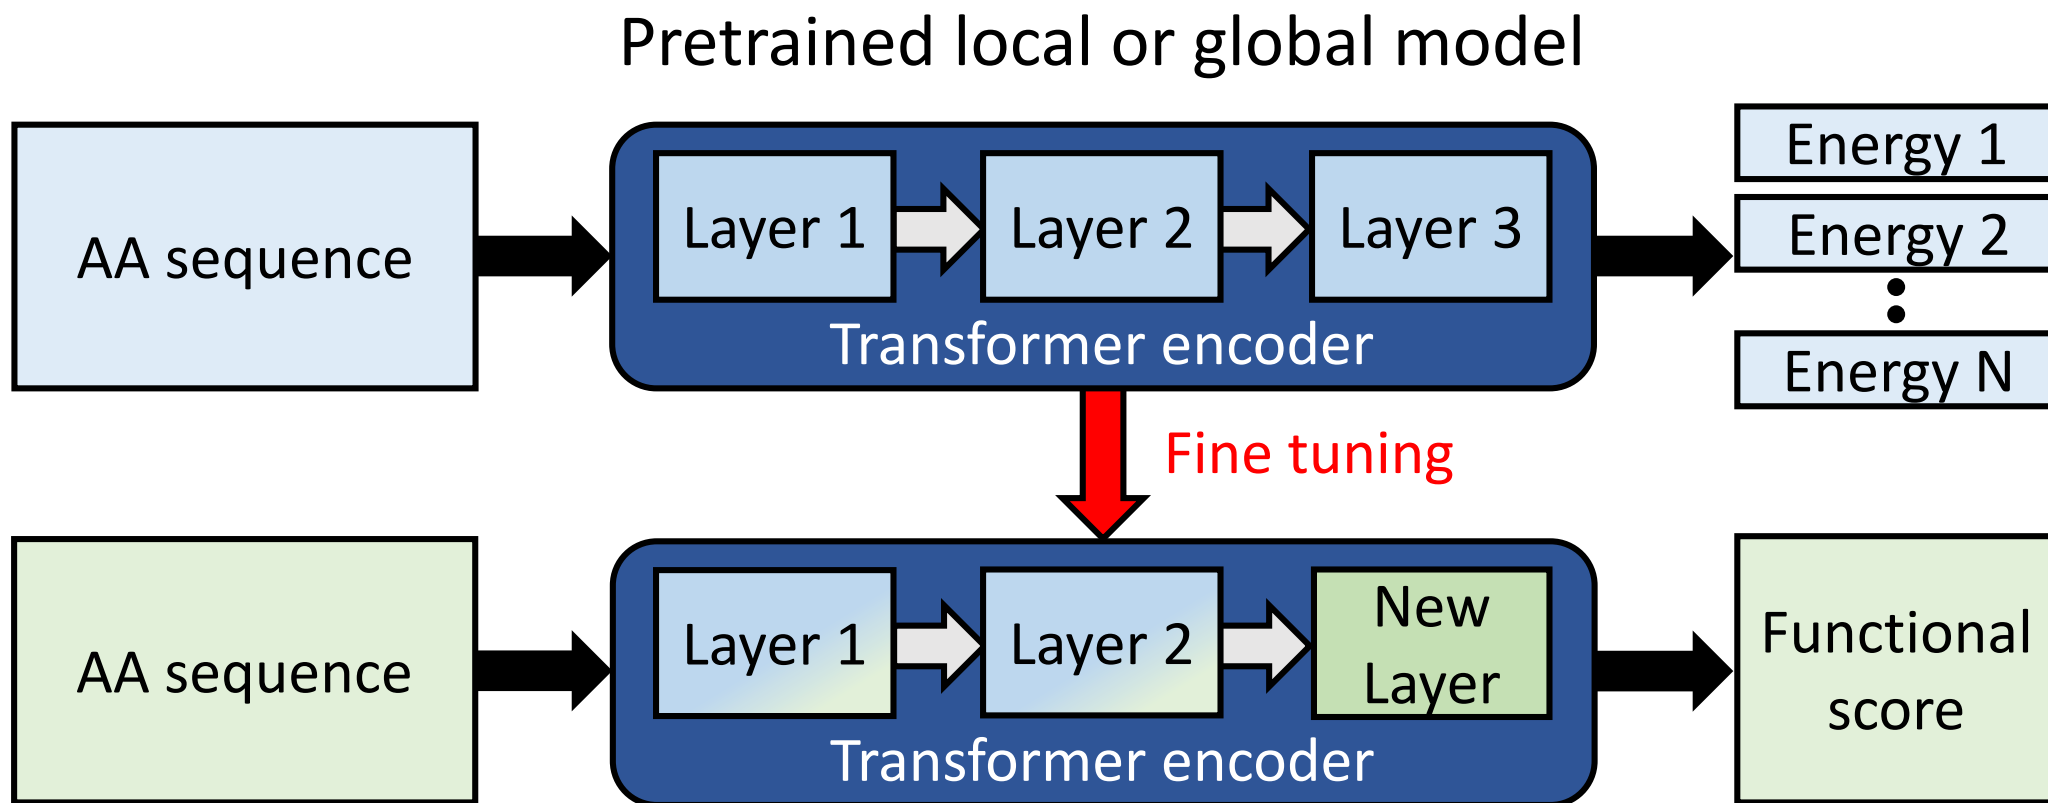 Pretrained local or global model
AA sequence
Layer 1
Layer 2
Layer 3
Transformer encoder
Energy 1
Energy 2
Energy N
Fine tuning
AA sequence
Layer 1
Layer 2
New
Layer
Transformer encoder
Functional
score